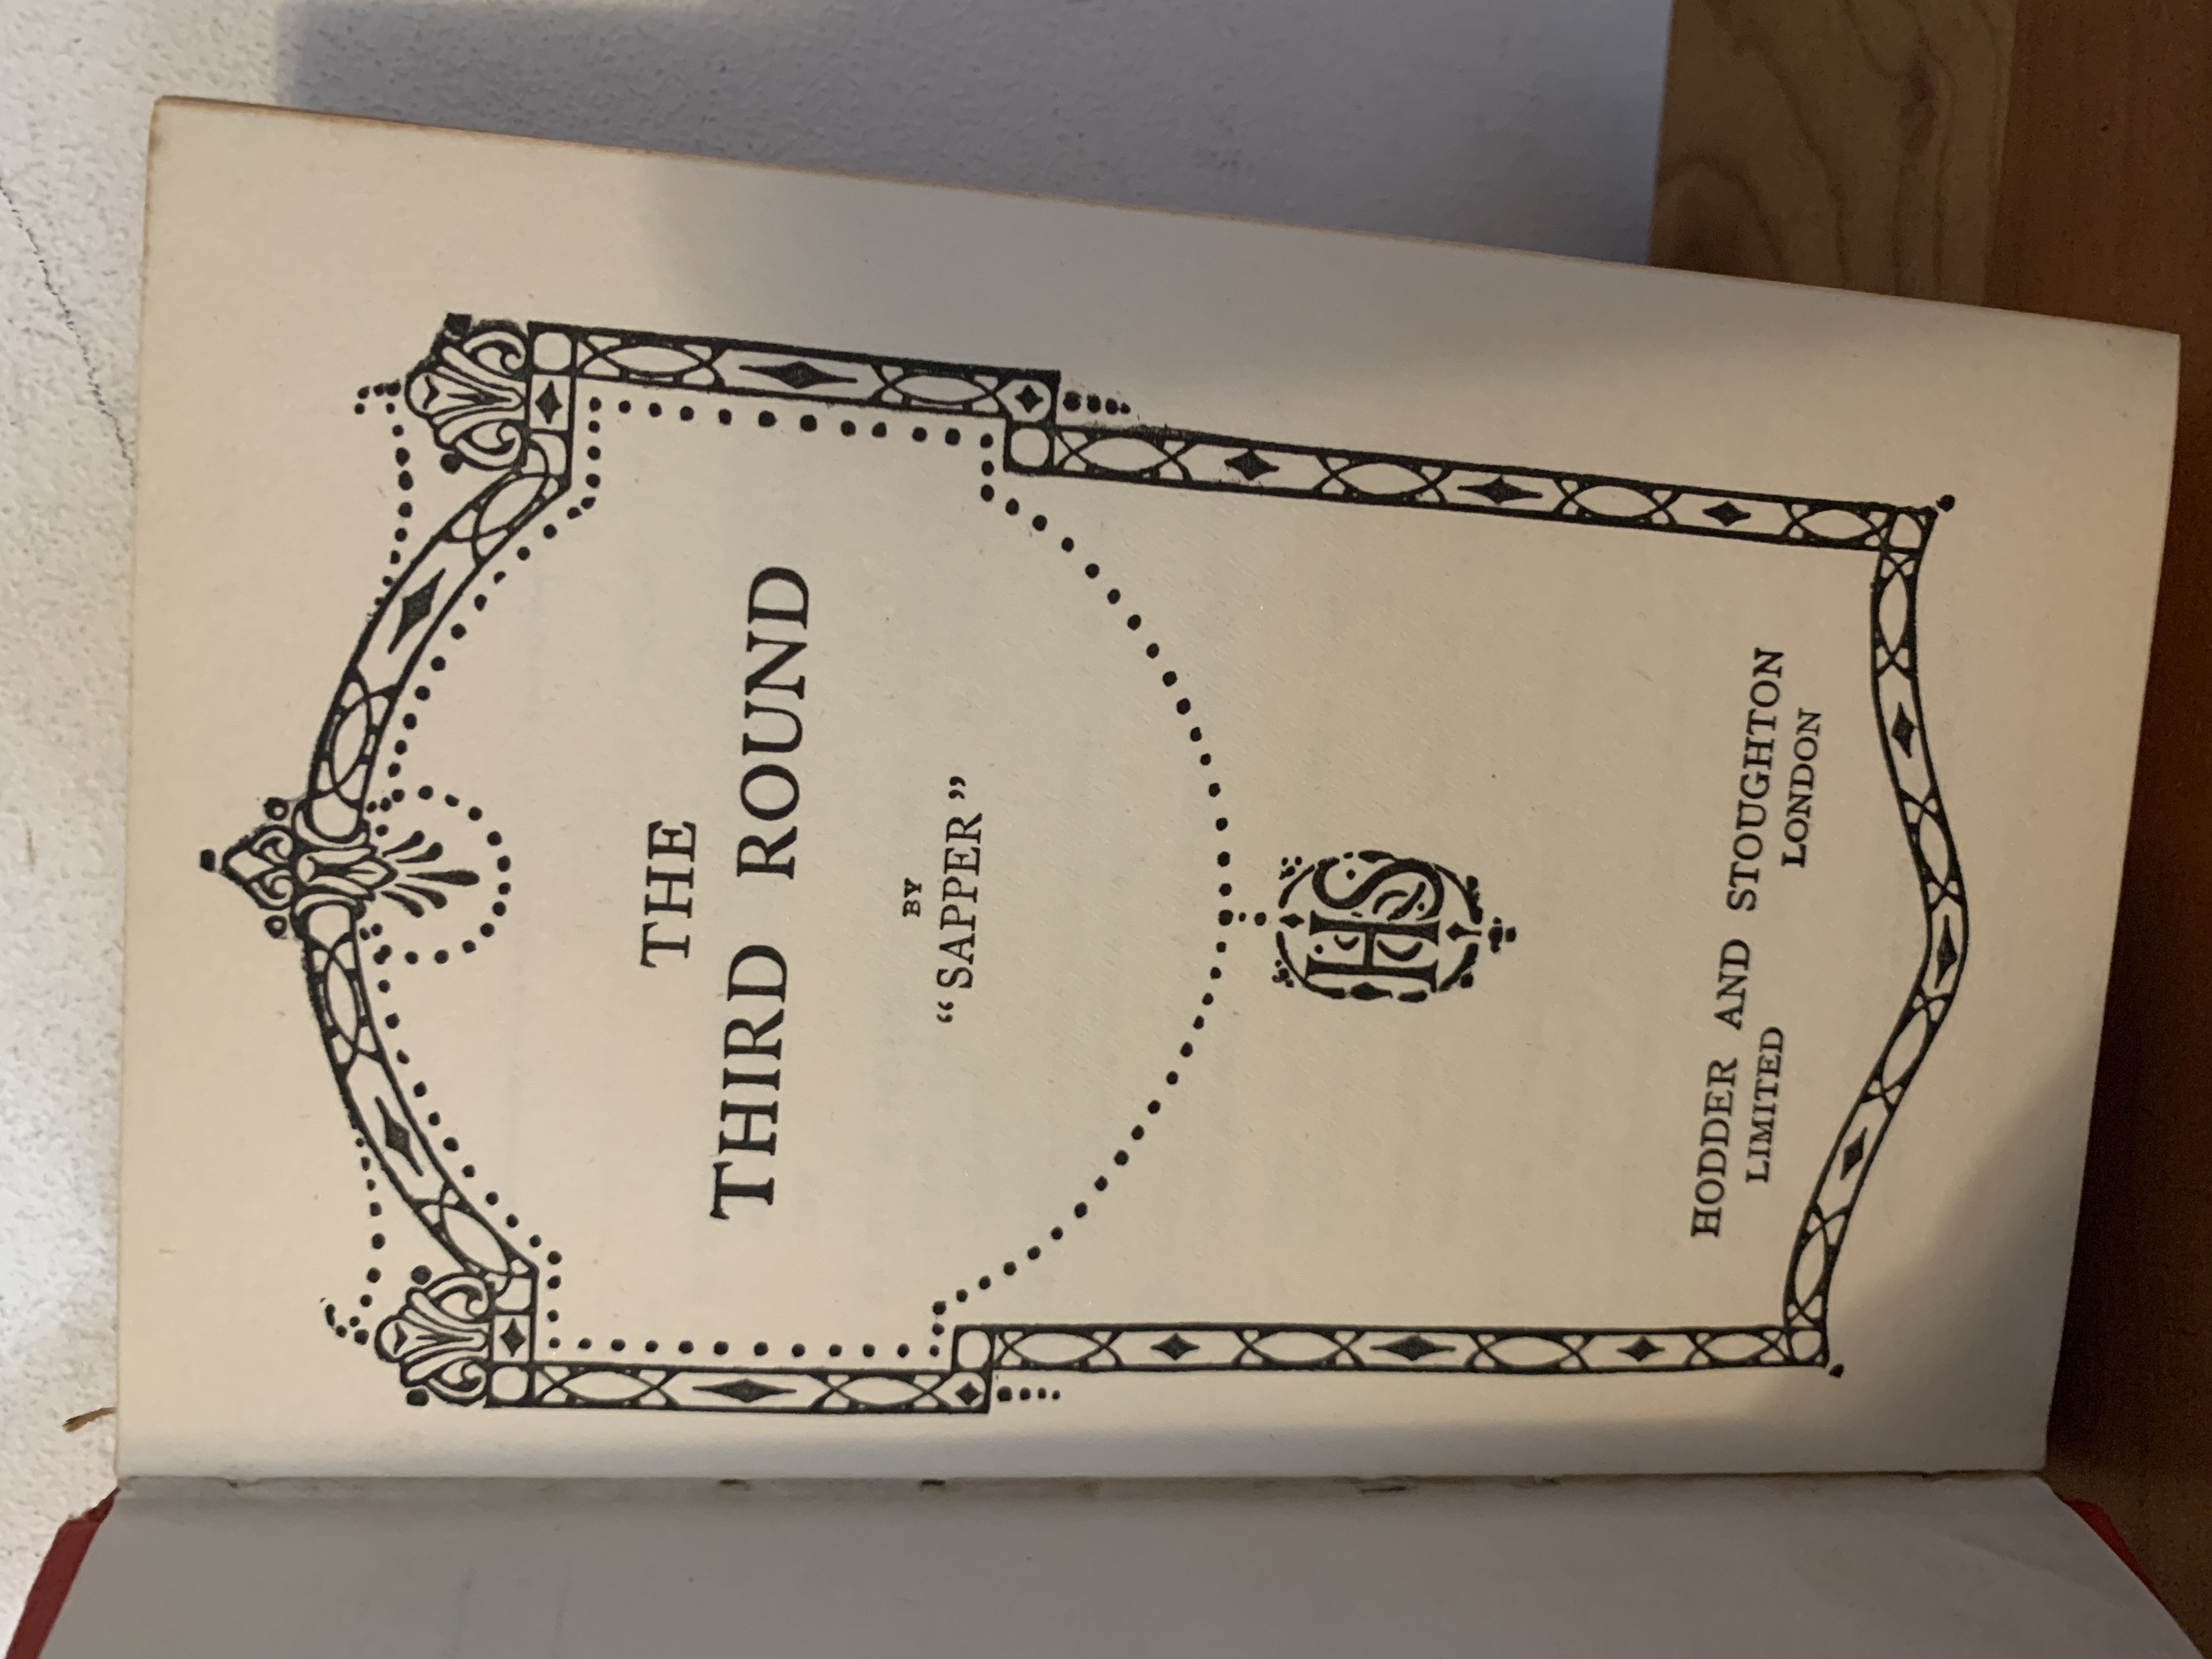 THE
THIRD ROUND
BY
“SAPPER”
HS
HODDER AND STOUGHTON
LIMITED LONDON